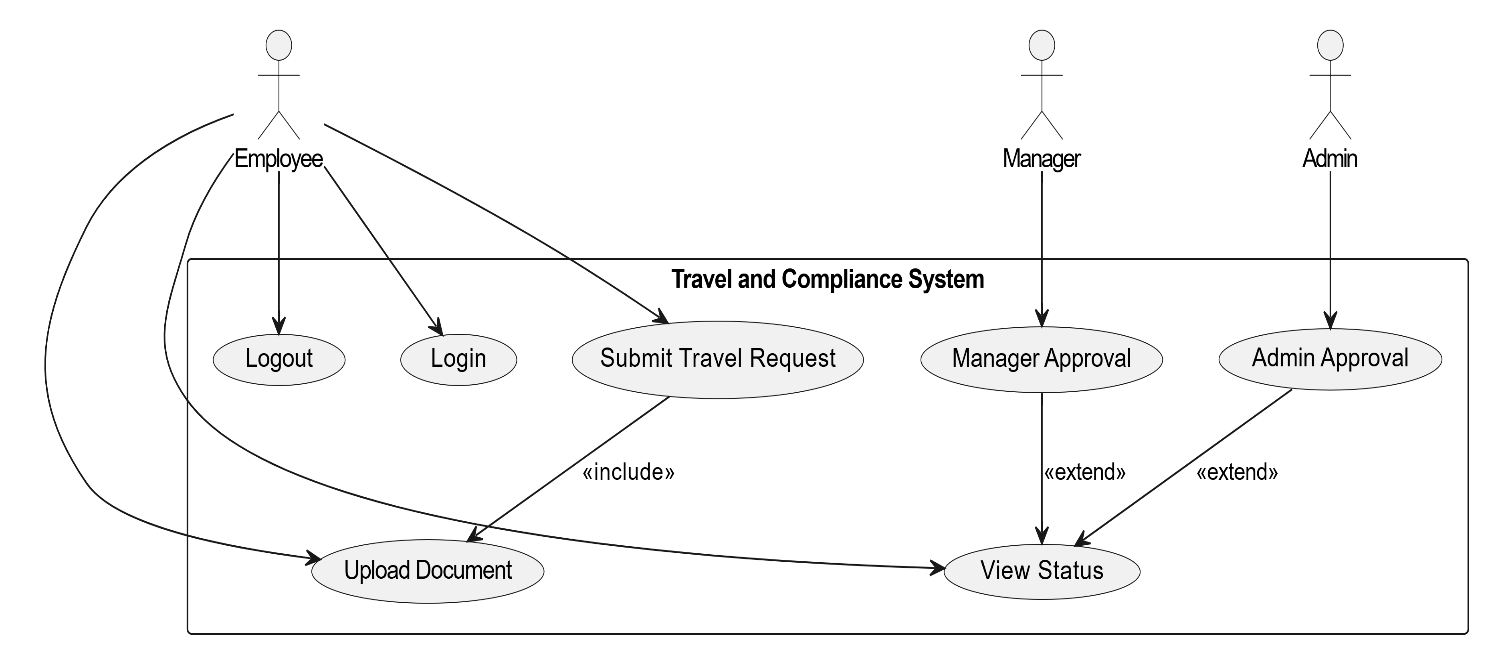 Employee
Manager
Admin
Travel and Compliance System
Logout
Login
Submit Travel Request
Manager Approval
Admin Approval
«include»
«extend»
«extend»
Upload Document
View Status